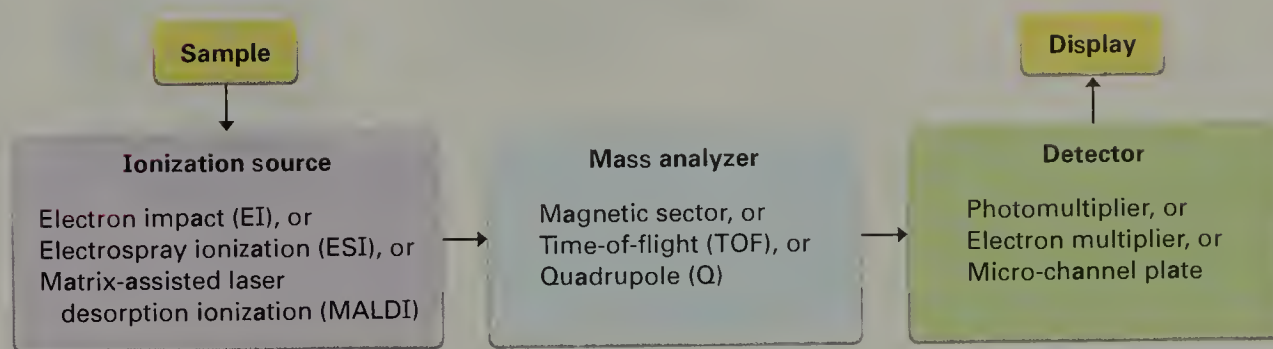 Sample
Display
Ionization source
Electron impact (EI), or
Electrospray ionization (ESI), or
Matrix-assisted laser
desorption ionization (MALDI)
Mass analyzer
Magnetic sector, or
Time-of-flight (TOF), or
Quadrupole (Q)
Detector
Photomultiplier, or
Electron multiplier, or
Micro-channel plate